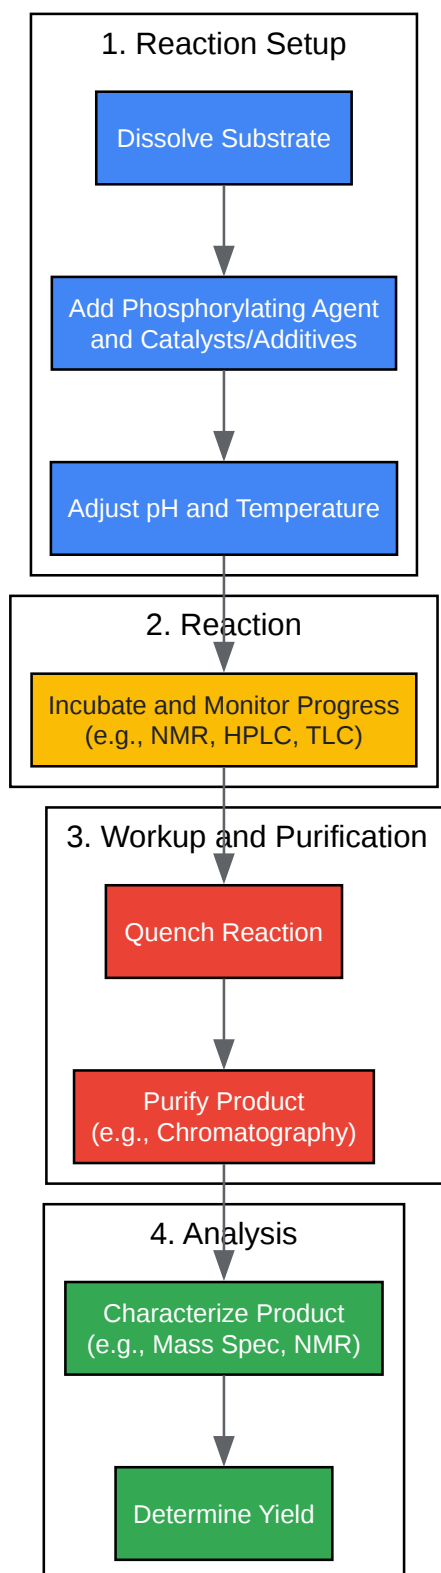 1. Reaction Setup
Dissolve Substrate
Add Phosphorylating Agent
and Catalysts/Additives
Adjust pH and Temperature
2. Reaction
Incubate and Monitor Progress
(e.g., NMR, HPLC, TLC)
3. Workup and Purification
Quench Reaction
Purify Product
(e.g., Chromatography)
4. Analysis
Characterize Product
(e.g., Mass Spec, NMR)
Determine Yield